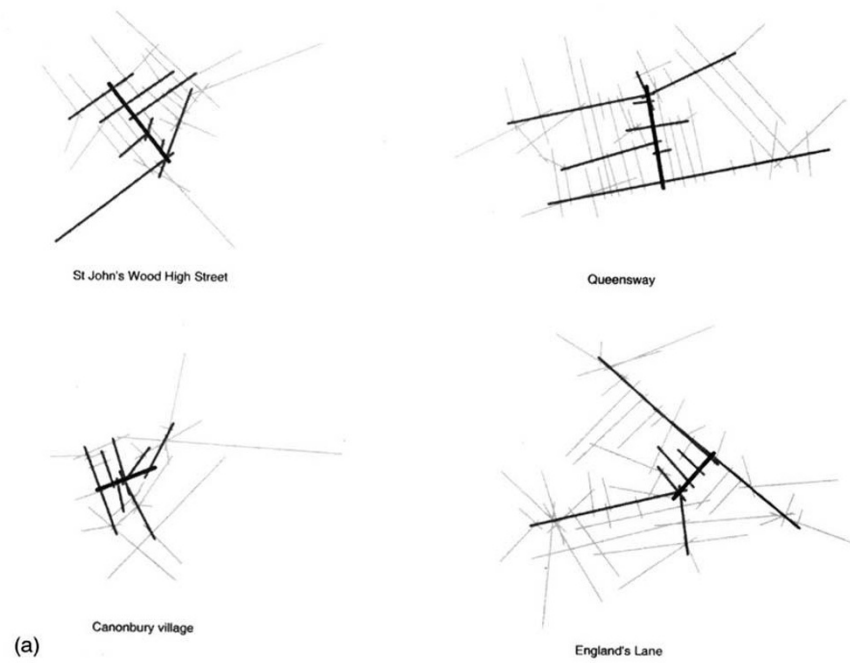 St John's Wood High Street
Queensway
Canonbury village
England's Lane
(a)